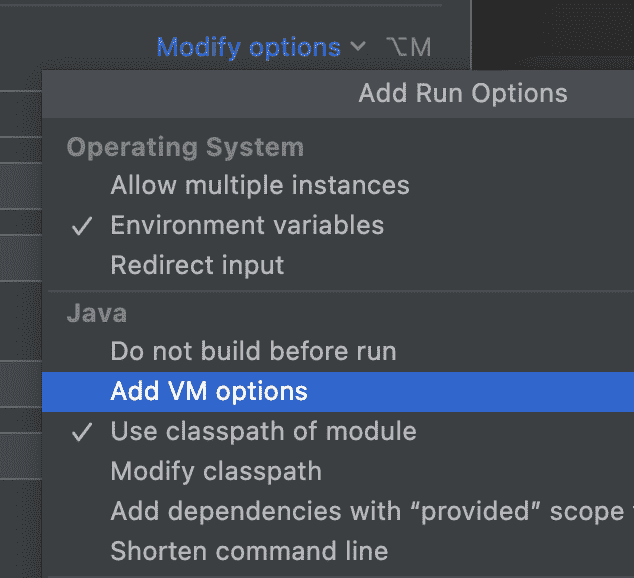 Modify options ⌥M
Add Run Options
Operating System
Allow multiple instances
✓ Environment variables
Redirect input
Java
Do not build before run
Add VM options
✓ Use classpath of module
Modify classpath
Add dependencies with “provided” scope
Shorten command line